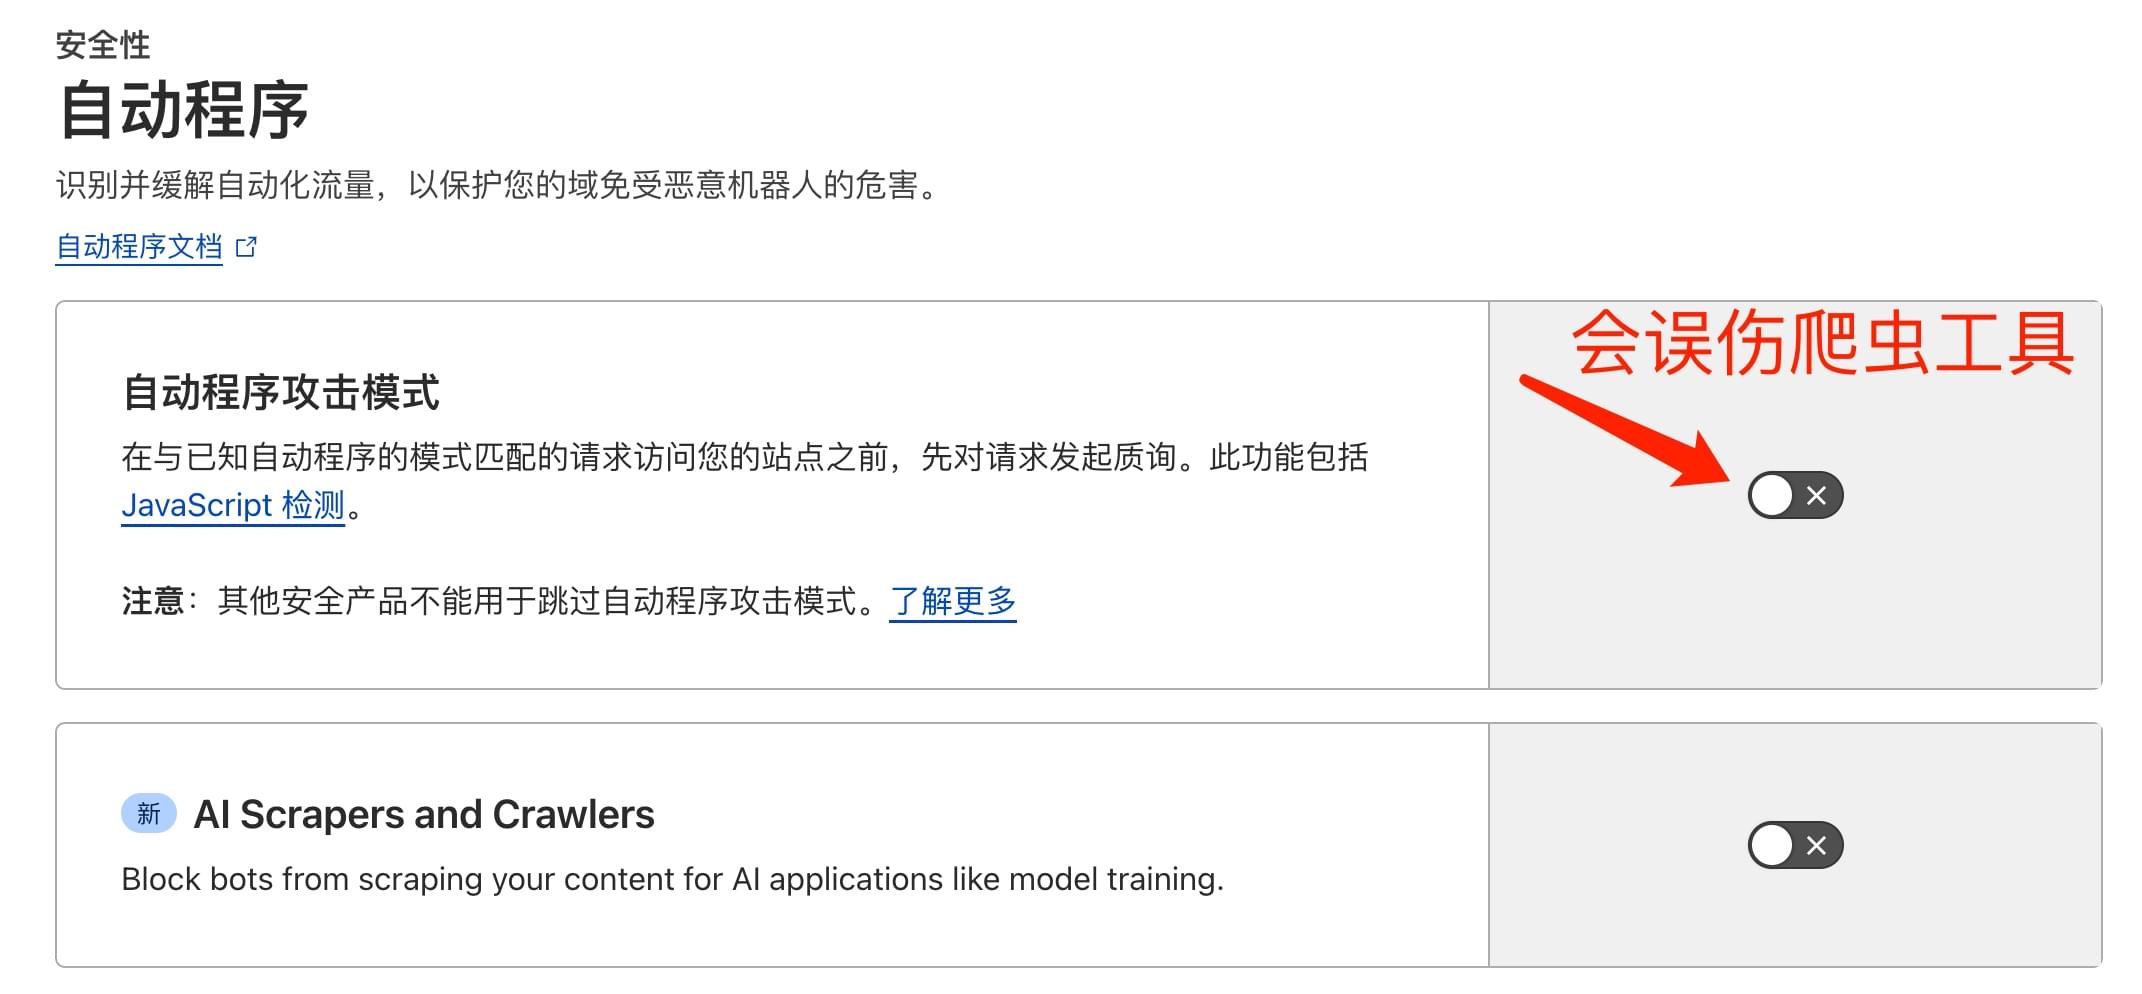 安全性
自动程序
识别并缓解自动化流量，以保护您的域免受恶意机器人的危害。
自动程序文档
会误伤爬虫工具
自动程序攻击模式
在与已知自动程序的模式匹配的请求访问您的站点之前，先对请求发起质询。此功能包括
JavaScript 检测。
注意：其他安全产品不能用于跳过自动程序攻击模式。了解更多
新 AI Scrapers and Crawlers
Block bots from scraping your content for AI applications like model training.